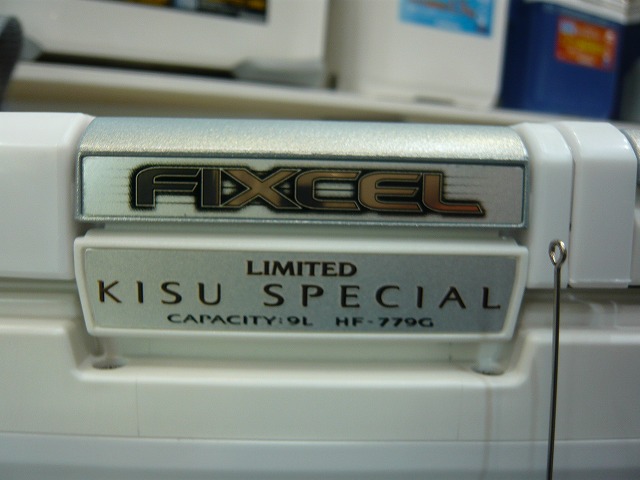 FIXCEL
LIMITED
KISU SPECIAL
CAPACITY:9L HF-779G